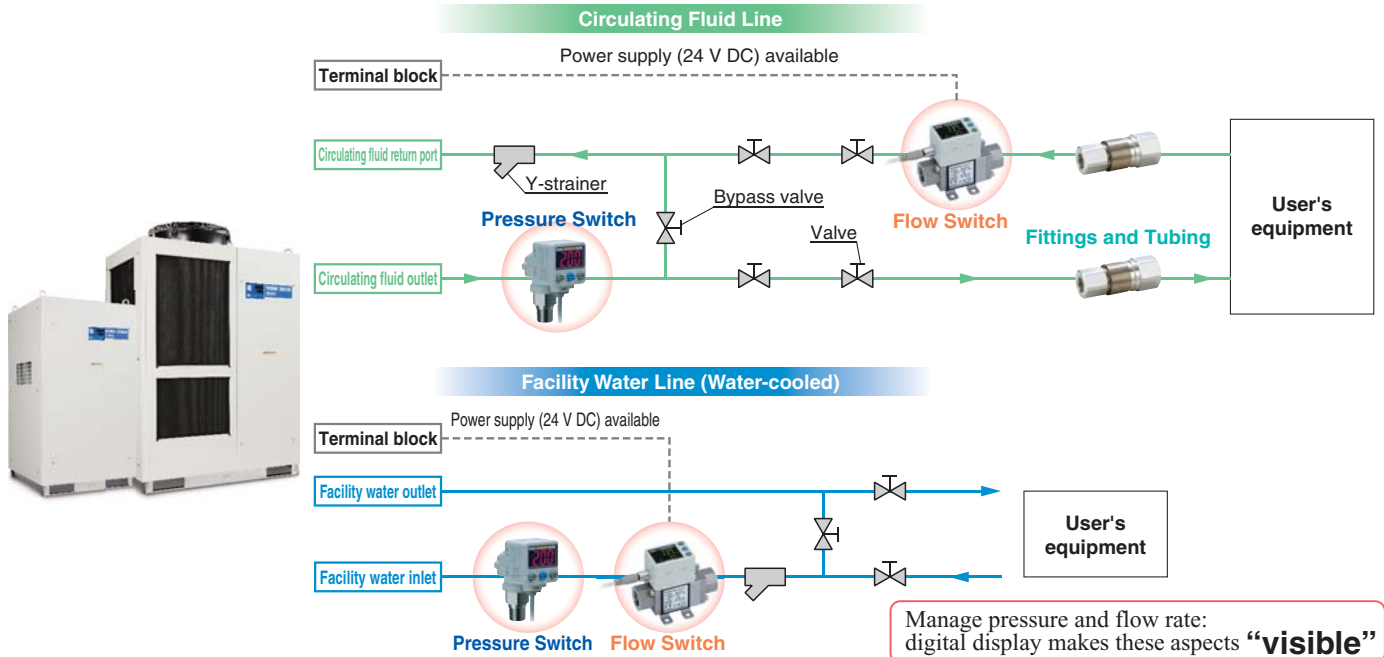 Circulating Fluid Line
Power supply (24 V DC) available
Terminal block
Circulating fluid return port
Y-strainer
Bypass valve
Pressure Switch
Flow Switch
Valve
Fittings and Tubing
User's
equipment
Circulating fluid outlet
Facility Water Line (Water-cooled)
Power supply (24 V DC) available
Terminal block
Facility water outlet
User's
equipment
Facility water inlet
Pressure Switch
Flow Switch
Manage pressure and flow rate:
digital display makes these aspects “visible”